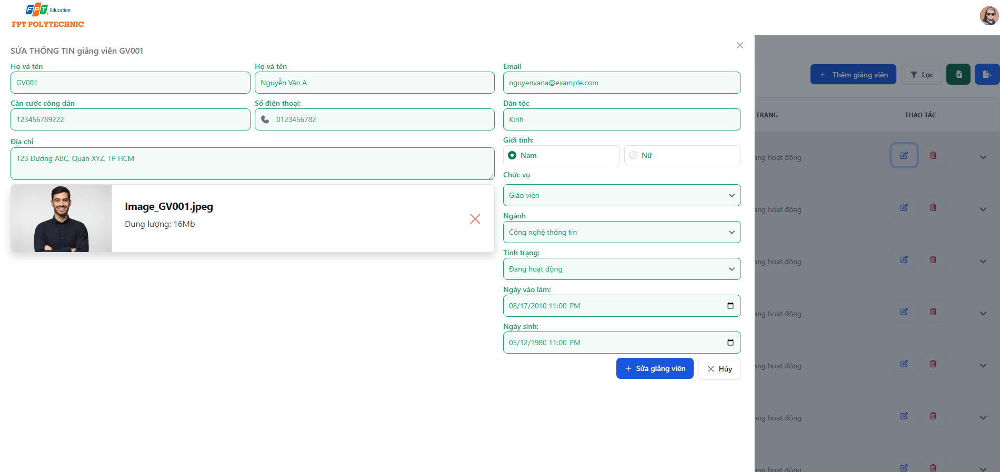 FPT Education
FPT POLYTECHNIC
SỬA THÔNG TIN giảng viên GV001
Họ và tên
GV001
Họ và tên
Nguyễn Văn A
Email
nguyenvana@example.com
Căn cước công dân
123456789222
Số điện thoại:
0123456782
Dân tộc
Kinh
Địa chỉ
123 Đường ABC, Quận XYZ, TP HCM
Giới tính:
Nam
Nữ
Image_GV001.jpeg
Dung lượng: 16Mb
Chức vụ
Giáo viên
Ngành
Công nghệ thông tin
Tình trạng:
Đang hoạt động
Ngày vào làm:
08/17/2010 11:00 PM
Ngày sinh:
05/12/1980 11:00 PM
+ Sửa giảng viên
Hủy
+ Thêm giảng viên
Lọc
TRẠNG
THAO TÁC
ang hoạt động
ang hoạt động
ang hoạt động
ang hoạt động
ang hoạt động
ang hoạt động
ang hoạt động